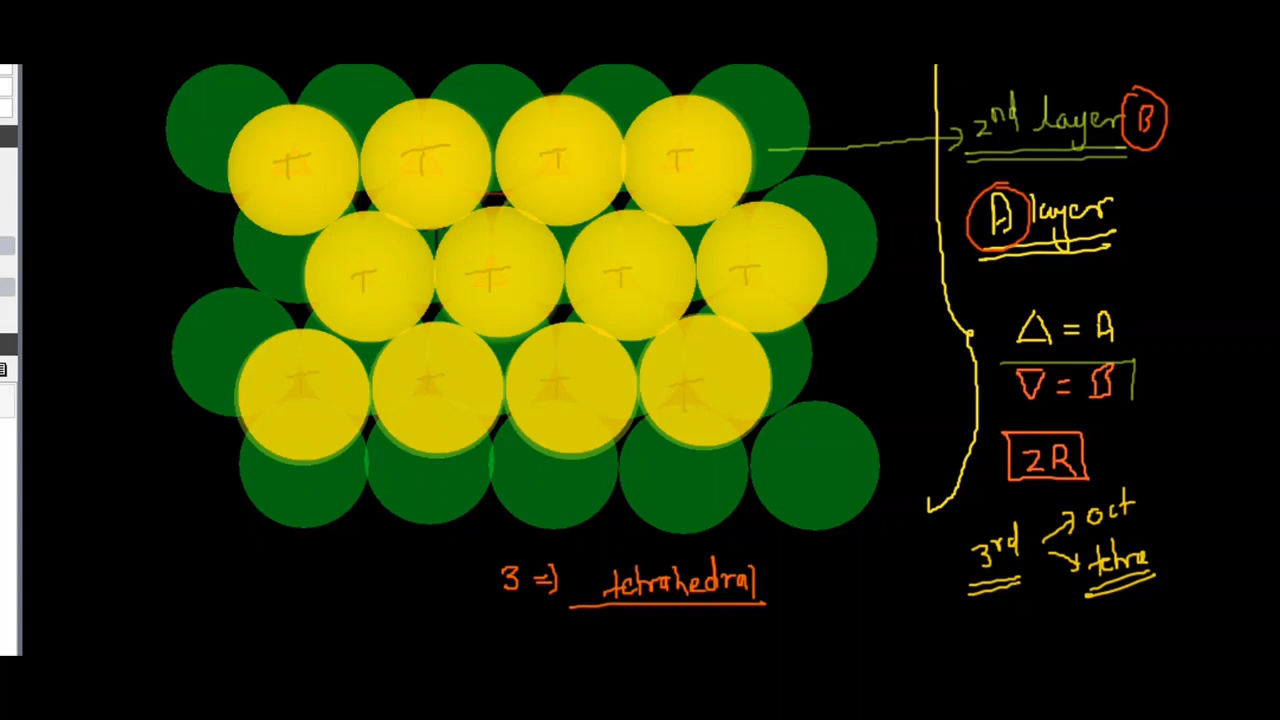 2nd layer B
A layer
T T T T
T T T T
△ = A
▽ = B
2R
3rd → oct
→ tetra
3 => tetrahedral